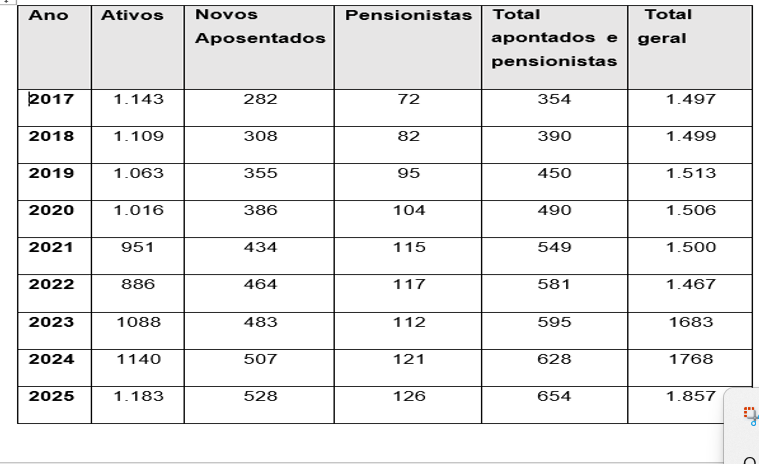 Ano Ativos Novos Aposentados Pensionistas Total apontados e pensionistas Total geral
2017 1.143 282 72 354 1.497
2018 1.109 308 82 390 1.499
2019 1.063 355 95 450 1.513
2020 1.016 386 104 490 1.506
2021 951 434 115 549 1.500
2022 886 464 117 581 1.467
2023 1088 483 112 595 1683
2024 1140 507 121 628 1768
2025 1.183 528 126 654 1.857